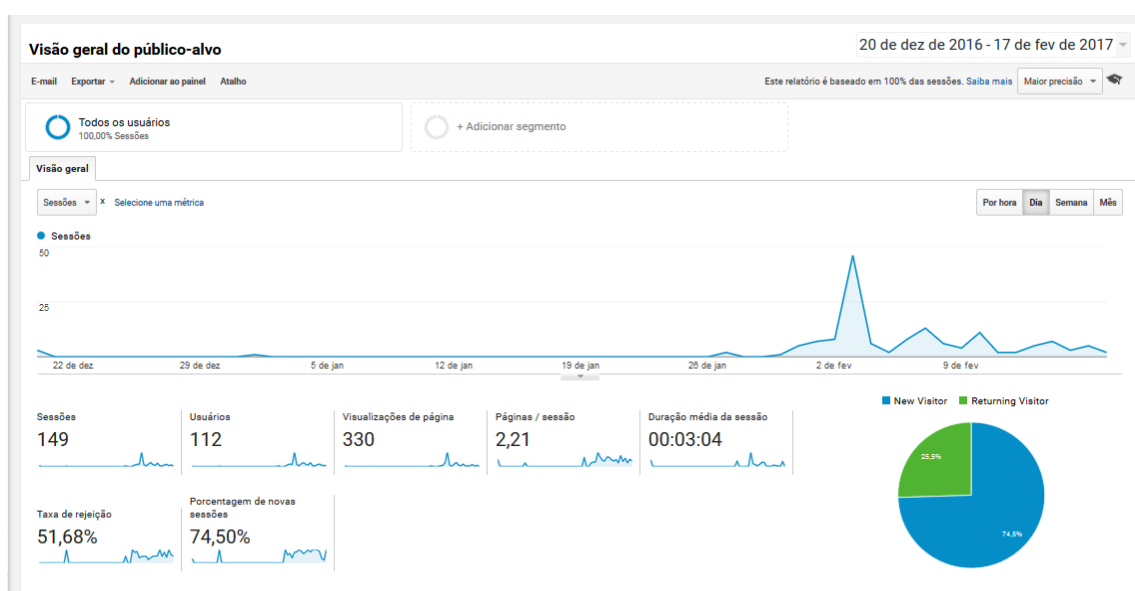 Visão geral do público-alvo
20 de dez de 2016 - 17 de fev de 2017
E-mail Exportar Adicionar ao painel Atalho
Este relatório é baseado em 100% das sessões. Saiba mais Maior precisão
Todos os usuários
100,00% Sessões
+ Adicionar segmento
Visão geral
Sessões x Selecione uma métrica
Por hora Dia Semana Mês
Sessões
50
25
22 de dez 29 de dez 5 de jan 12 de jan 19 de jan 26 de jan 2 de fev 9 de fev
New Visitor Returning Visitor
Sessões
149
Usuários
112
Visualizações de página
330
Páginas / sessão
2,21
Duração média da sessão
00:03:04
25,5%
74,5%
Taxa de rejeição
51,68%
Porcentagem de novas
sessões
74,50%